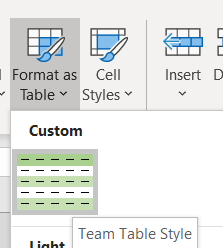 Format as
Table
Cell
Styles
Insert
D
Custom
Team Table Style
Light